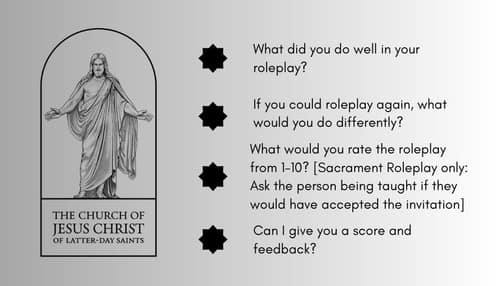 THE CHURCH OF
JESUS CHRIST
OF LATTER-DAY SAINTS
What did you do well in your
roleplay?
If you could roleplay again, what
would you do differently?
What would you rate the roleplay
from 1-10? [Sacrament Roleplay only:
Ask the person being taught if they
would have accepted the invitation]
Can I give you a score and
feedback?